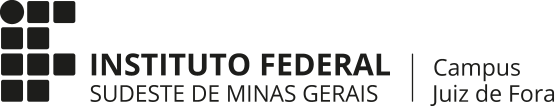 INSTITUTO FEDERAL
SUDESTE DE MINAS GERAIS
Campus
Juiz de Fora